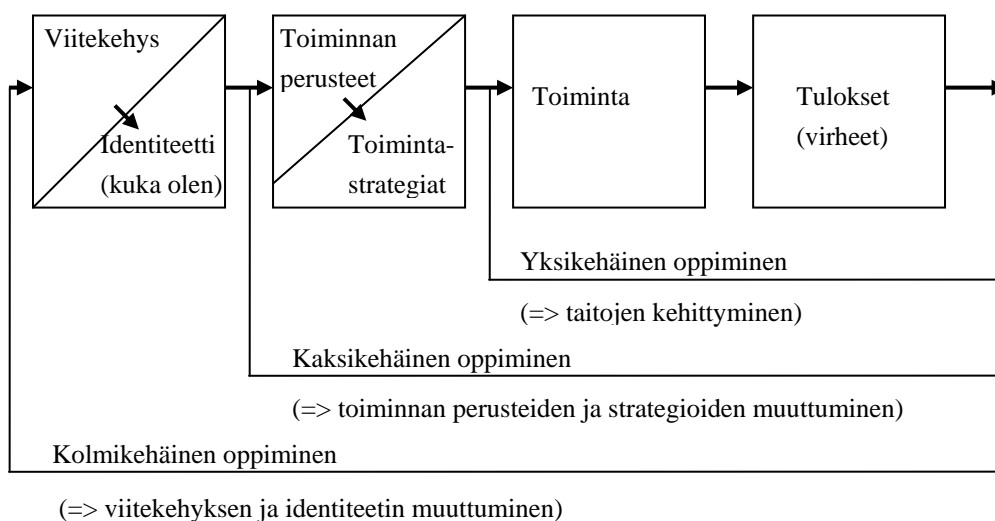 Viitekehys
Identiteetti
(kuka olen)
Toiminnan
perusteet
Toiminta-
strategiat
Toiminta
Tulokset
(virheet)
Yksikehäinen oppiminen
(=> taitojen kehittyminen)
Kaksikehäinen oppiminen
(=> toiminnan perusteiden ja strategioiden muuttuminen)
Kolmikehäinen oppiminen
(=> viitekehyksen ja identiteetin muuttuminen)